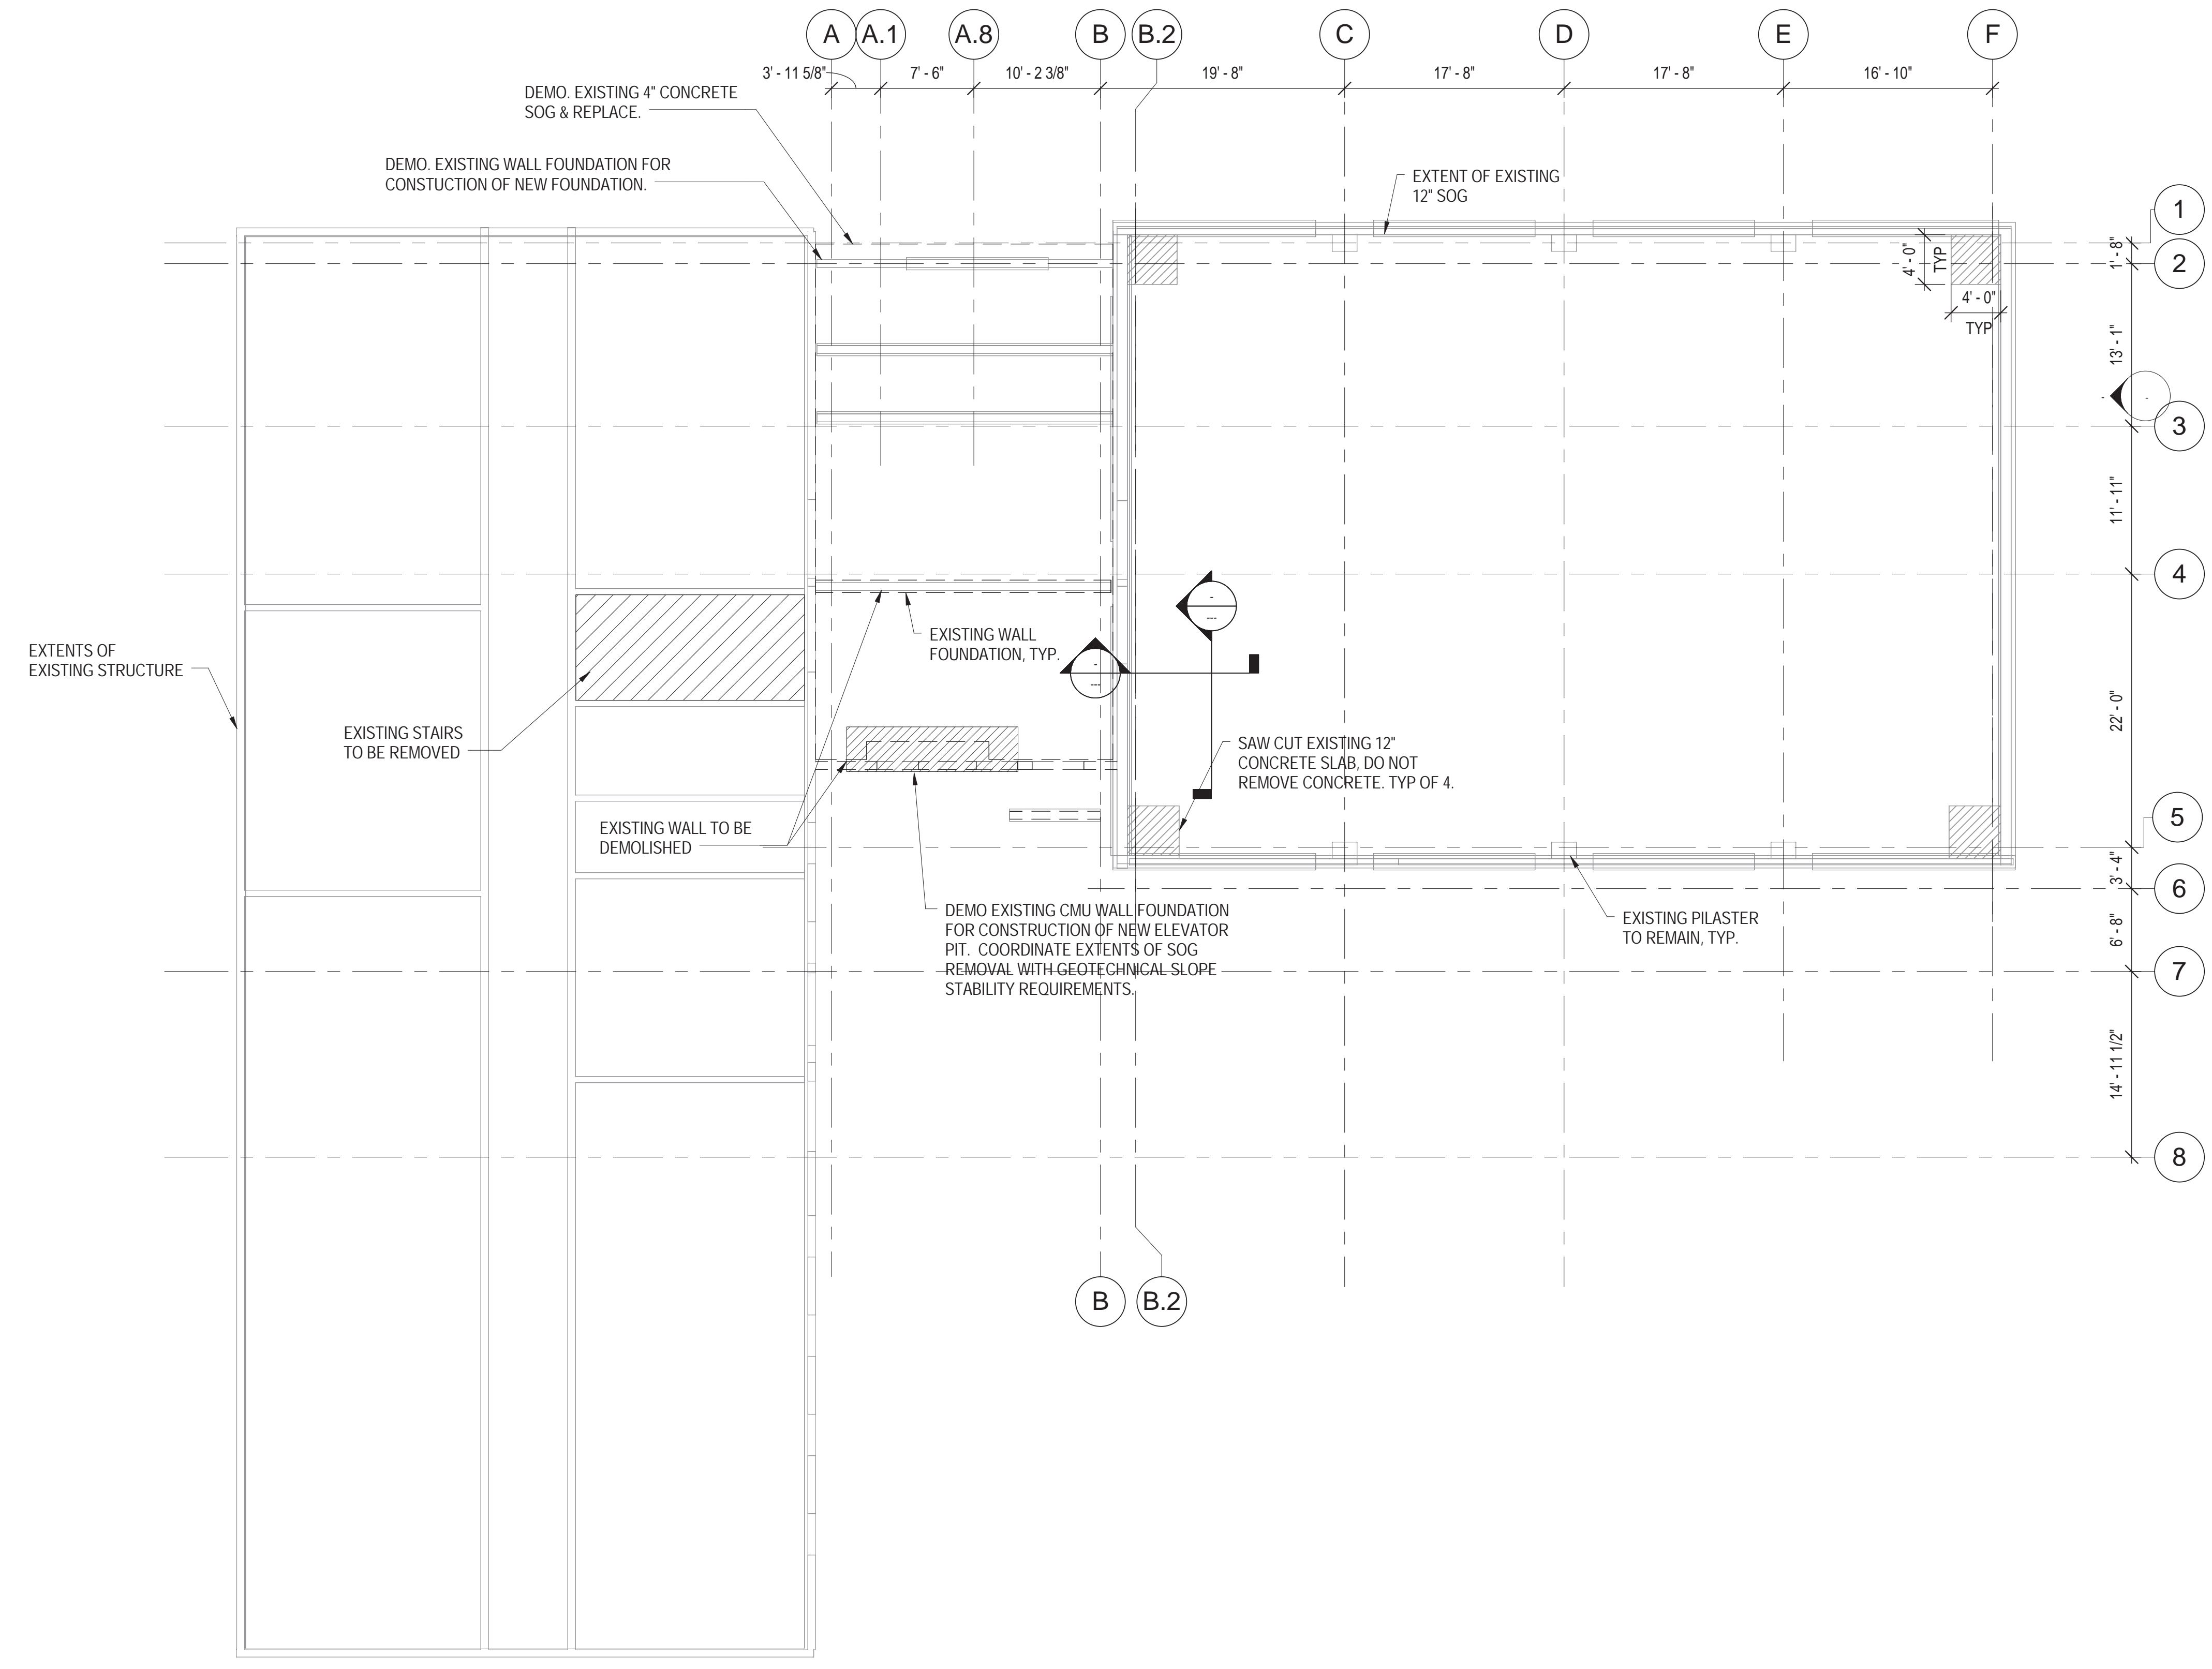 A
A.1
A.8
B
B.2
C
D
E
F
3' - 11 5/8"
7' - 6"
10' - 2 3/8"
19' - 8"
17' - 8"
17' - 8"
16' - 10"
DEMO. EXISTING 4" CONCRETE
SOG & REPLACE.
DEMO. EXISTING WALL FOUNDATION FOR
CONSTUCTION OF NEW FOUNDATION.
EXTENT OF EXISTING
12" SOG
1
1' - 8"
2
4' - 0"
TYP
4' - 0"
TYP
13' - 1"
-
-
3
11' - 11"
4
-
---
EXISTING WALL
FOUNDATION, TYP.
-
---
EXTENTS OF
EXISTING STRUCTURE
22' - 0"
EXISTING STAIRS
TO BE REMOVED
SAW CUT EXISTING 12"
CONCRETE SLAB, DO NOT
REMOVE CONCRETE. TYP OF 4.
5
EXISTING WALL TO BE
DEMOLISHED
3' - 4"
6
DEMO EXISTING CMU WALL FOUNDATION
FOR CONSTRUCTION OF NEW ELEVATOR
PIT. COORDINATE EXTENTS OF SOG
REMOVAL WITH GEOTECHNICAL SLOPE
STABILITY REQUIREMENTS.
EXISTING PILASTER
TO REMAIN, TYP.
6' - 8"
7
14' - 11 1/2"
8
B
B.2